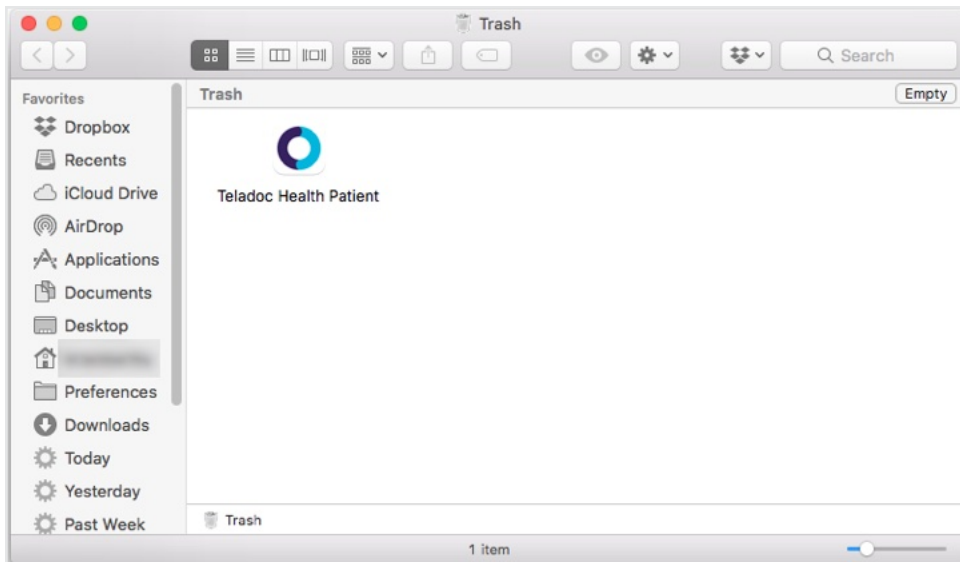 Trash
Search
Favorites
Dropbox
Recents
iCloud Drive
AirDrop
Applications
Documents
Desktop
Preferences
Downloads
Today
Yesterday
Past Week
Trash
Empty
Teladoc Health Patient
Trash
1 item